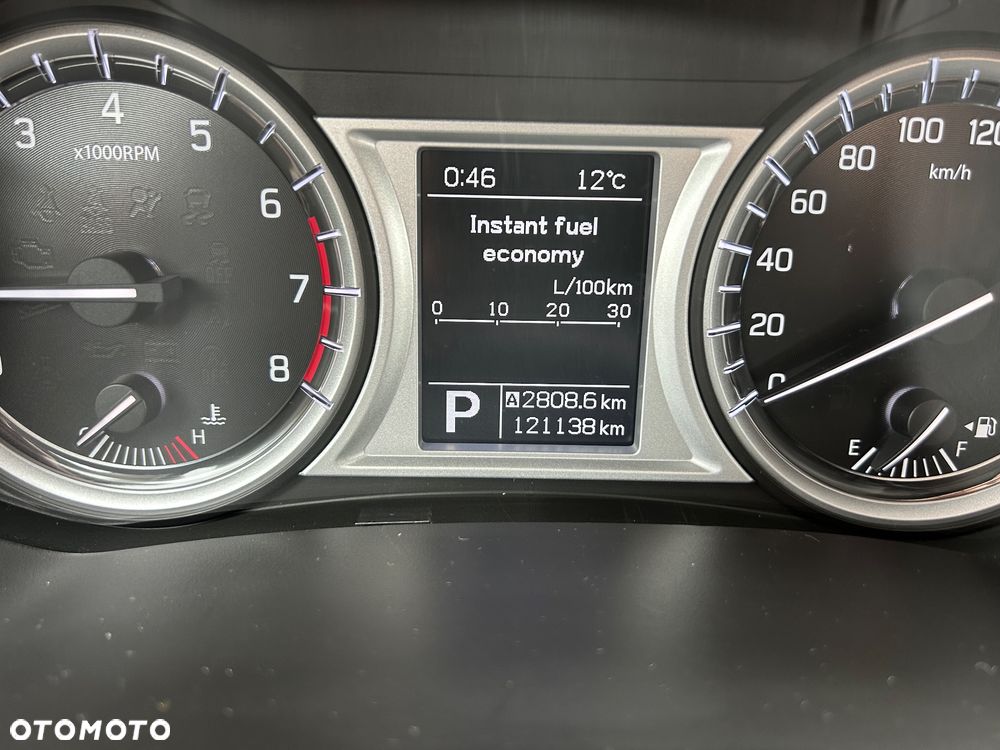 3 4 5 6 7 8
x1000RPM
H
0:46 12°C
Instant fuel
economy
L/100km
0 10 20 30
P
A 2808.6 km
121138 km
0 20 40 60 80 100 120
km/h
E F
OTOMOTO